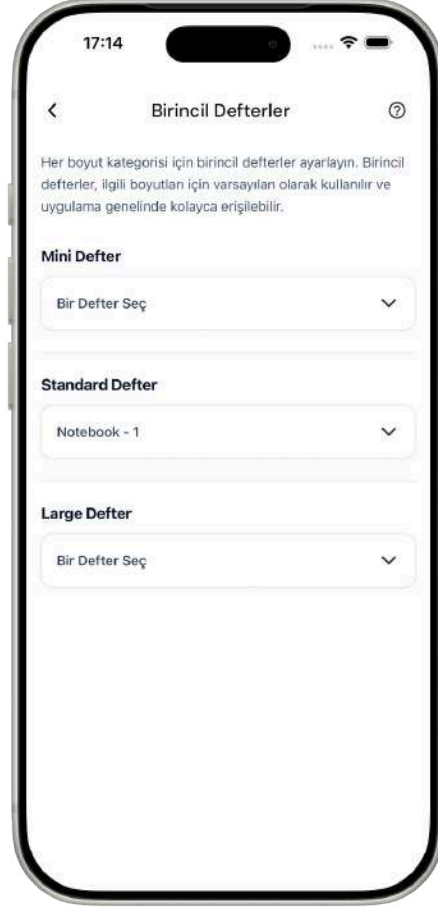 17:14
Birincil Defterler
Her boyut kategorisi için birincil defterler ayarlayın. Birincil
defterler, ilgili boyutları için varsayılan olarak kullanılır ve
uygulama genelinde kolayca erişilebilir.
Mini Defter
Bir Defter Seç
Standard Defter
Notebook - 1
Large Defter
Bir Defter Seç